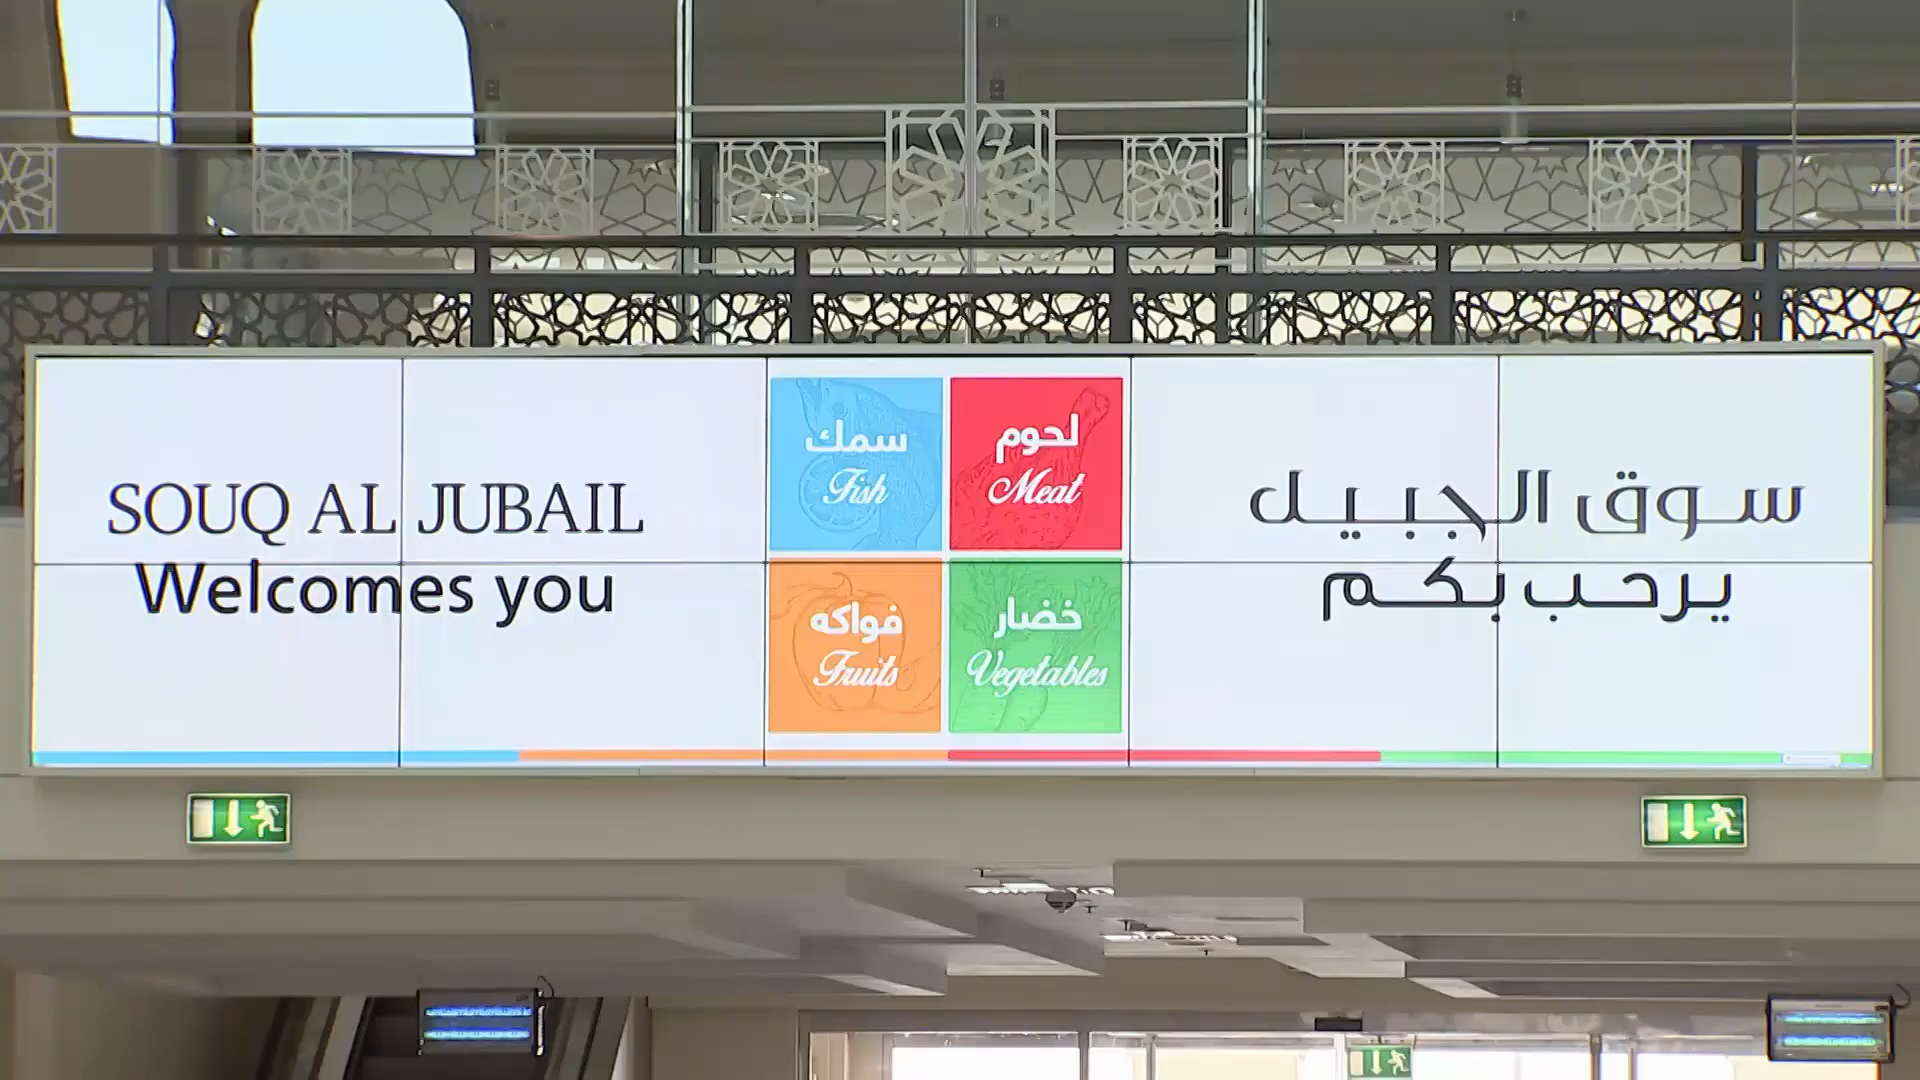 SOUQ AL JUBAIL
Welcomes you
سمك
Fish
لحوم
Meat
فواكه
Fruits
خضار
Vegetables
سوق الجبيل
يرحب بكم